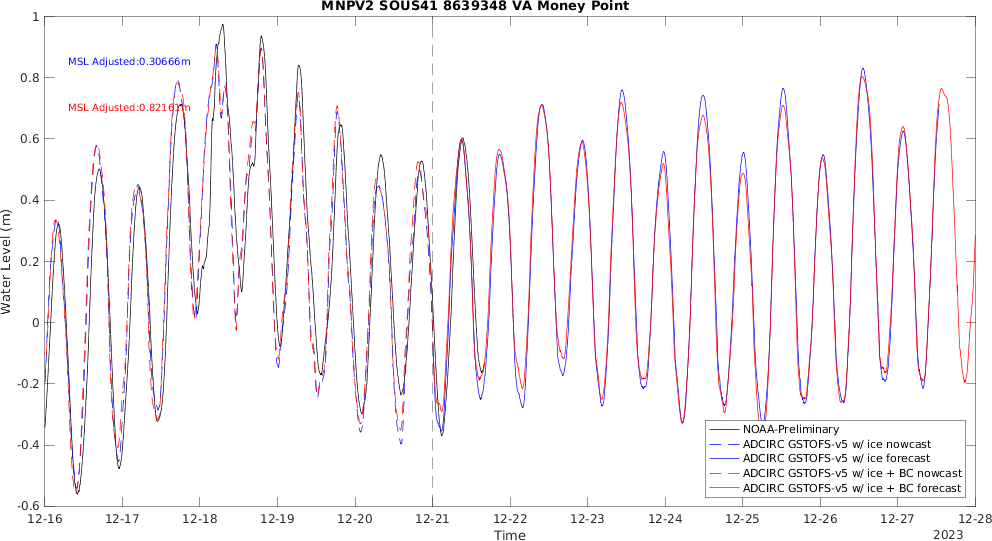 MNPV2 SOUS41 8639348 VA Money Point
Water Level (m)
1
0.8
0.6
0.4
0.2
0
-0.2
-0.4
-0.6
MSL Adjusted:0.30666m
MSL Adjusted:0.82161m
NOAA-Preliminary
ADCIRC GSTOFS-v5 w/ ice nowcast
ADCIRC GSTOFS-v5 w/ ice forecast
ADCIRC GSTOFS-v5 w/ ice + BC nowcast
ADCIRC GSTOFS-v5 w/ ice + BC forecast
12-16 12-17 12-18 12-19 12-20 12-21 12-22 12-23 12-24 12-25 12-26 12-27 12-28
Time
2023